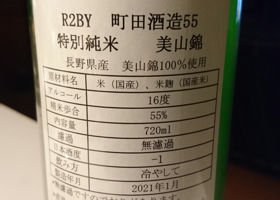 R2BY 町田酒造55
特別純米 美山錦
長野県産 美山錦100%使用
原材料名 米(国産)、米麹(国産米)
アルコール 16度
精米歩合 55%
内容量 720ml
濾過 無濾過
日本酒度 −1
飲み方 冷やして
製造年月 2021年1月